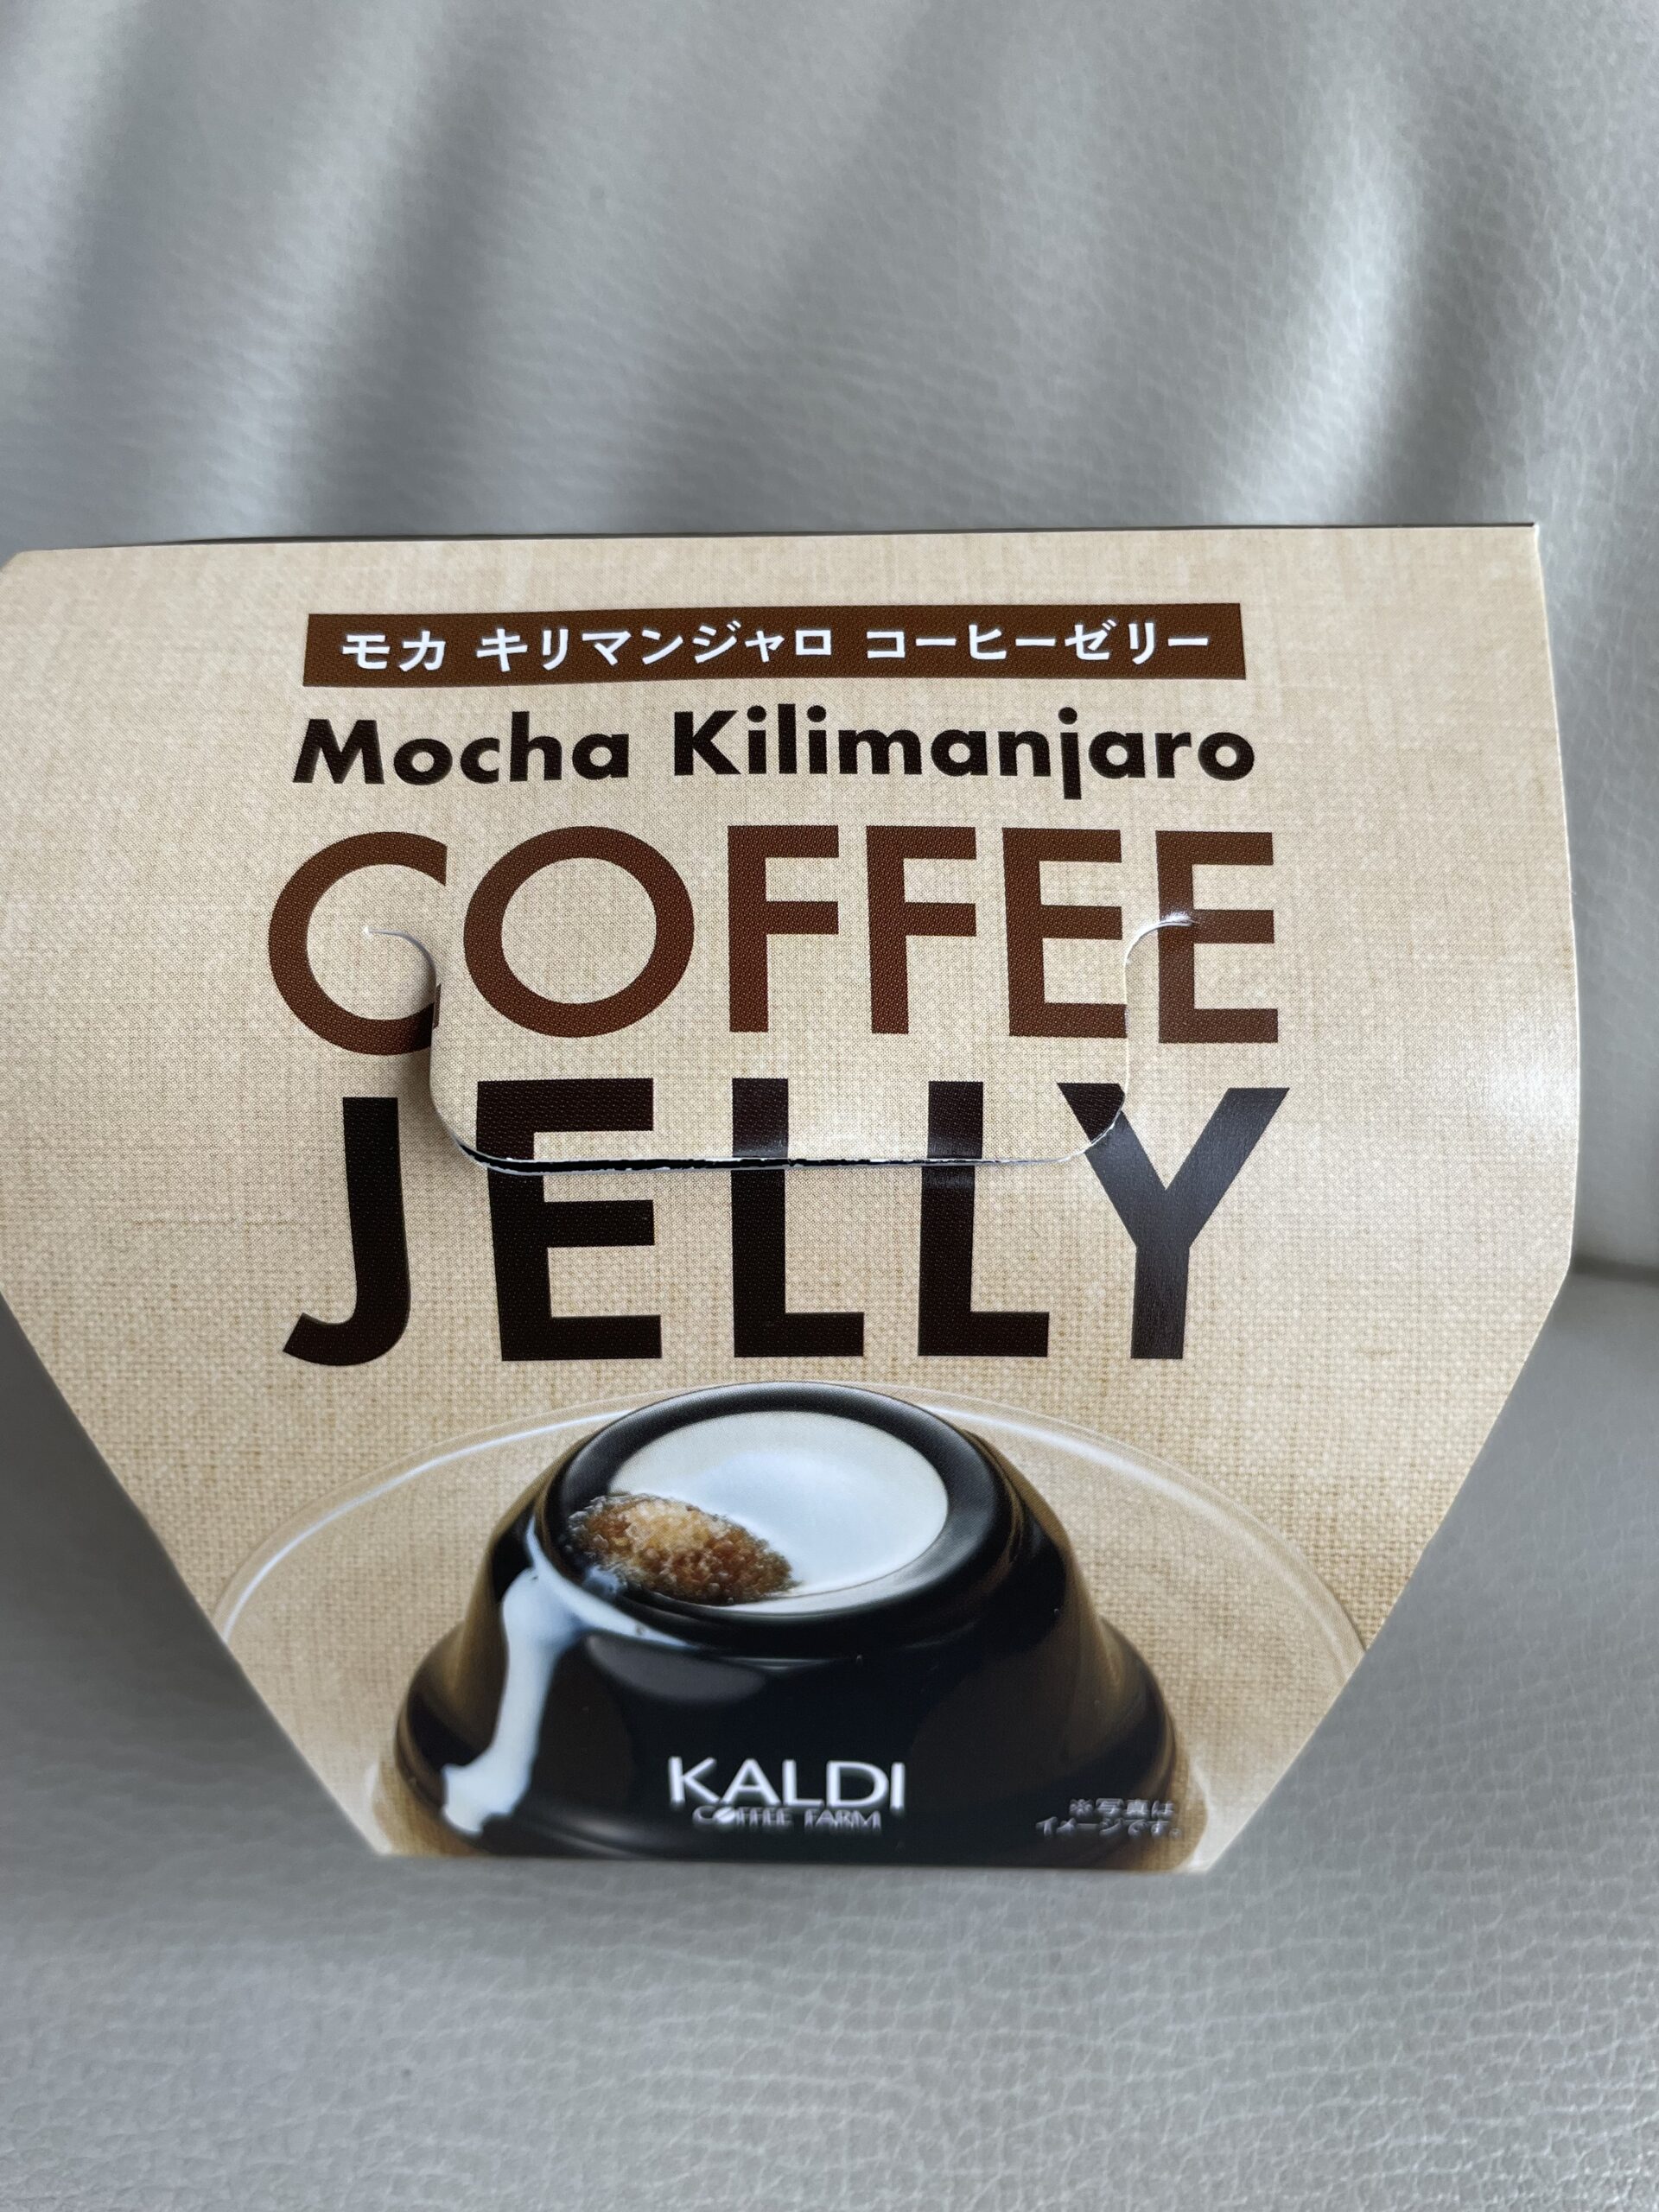 モカ キリマンジャロ コーヒーゼリー
Mocha Kilimanjaro
COFFEE
JELLY
KALDI
COFFEE FARM
※写真は
イメージです。